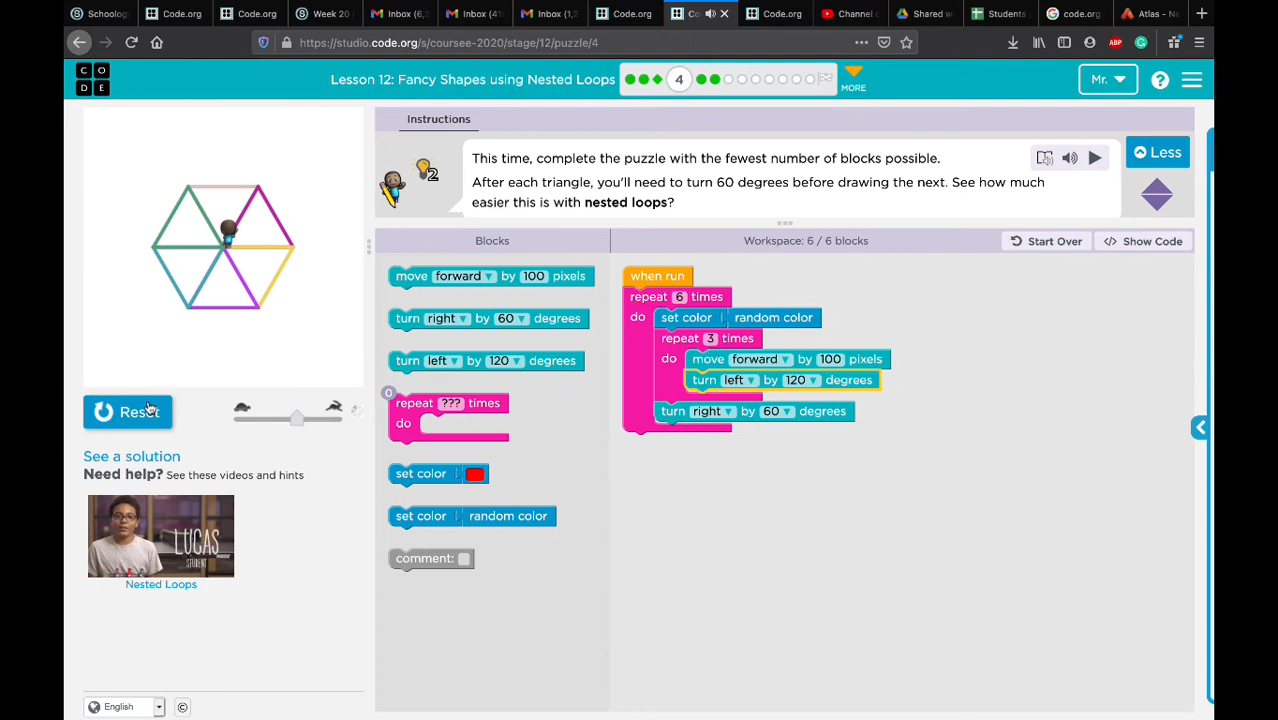 Schoolog
Code.org
Code.org
Week 20
Inbox (6,3
Inbox (41
Inbox (1,2
Code.org
Co
Code.org
Channel c
Shared w
Students
code.org
Atlas - Ne
https://studio.code.org/s/coursee-2020/stage/12/puzzle/4
ABP
C O
D E
Lesson 12: Fancy Shapes using Nested Loops
4
MORE
Mr.
?
Instructions
2
This time, complete the puzzle with the fewest number of blocks possible.
After each triangle, you'll need to turn 60 degrees before drawing the next. See how much
easier this is with nested loops?
Less
Blocks
Workspace: 6 / 6 blocks
Start Over
</> Show Code
move forward by 100 pixels
turn right by 60 degrees
turn left by 120 degrees
0
repeat ??? times
do
set color
set color random color
comment:
when run
repeat 6 times
do set color random color
repeat 3 times
do move forward by 100 pixels
turn left by 120 degrees
turn right by 60 degrees
Reset
See a solution
Need help? See these videos and hints
LUCAS
STUDENT
Nested Loops
English
©